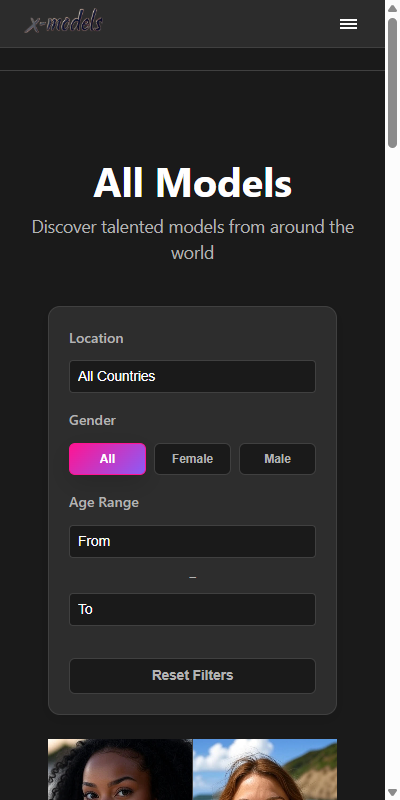 x-models
All Models
Discover talented models from around the
world
Location
All Countries
Gender
All Female Male
Age Range
From
–
To
Reset Filters